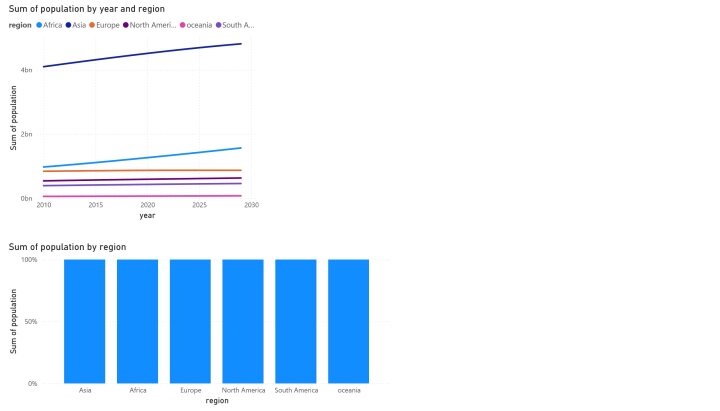 Sum of population by year and region
region Africa Asia Europe North Ameri... oceania South A...
4bn
2bn
0bn
Sum of population
2010 2015 2020 2025 2030
year
Sum of population by region
100%
50%
0%
Sum of population
Asia Africa Europe North America South America oceania
region